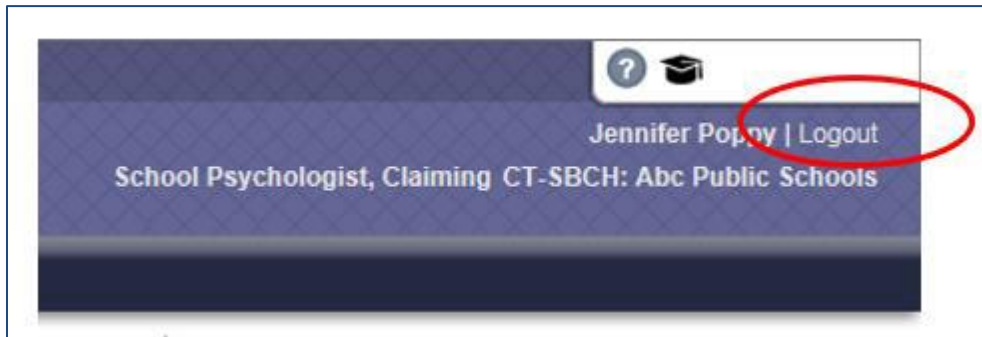 ?
Jennifer Poppy | Logout
School Psychologist, Claiming CT-SBCH: Abc Public Schools